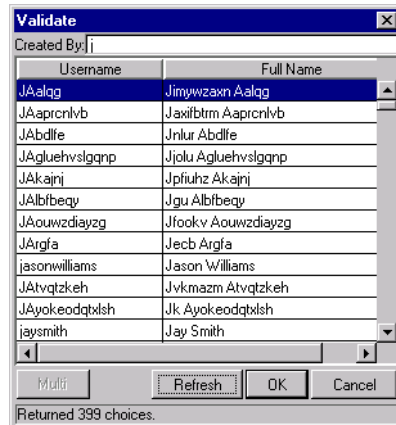 Validate
Created By: j
Username Full Name
JAalqg Jimywzaxn Aalqg
JAaprcnlvb Jaxifbtrm Aaprcnlvb
JAbdlfe Jnlur Abdlfe
JAgluehvslgqnp Jjolu Agluehvslgqnp
JAkajnj Jpfiuhz Akajnj
JAlbfbeqy Jgu Albfbeqy
JAouwzdiayzg Jfookv Aouwzdiayzg
JArgfa Jecb Argfa
jasonwilliams Jason Williams
JAtvqtzkeh Jvkmazm Atvqtzkeh
JAyokeodqtxlsh Jk Ayokeodqtxlsh
jaysmith Jay Smith
Multi Refresh OK Cancel
Returned 399 choices.